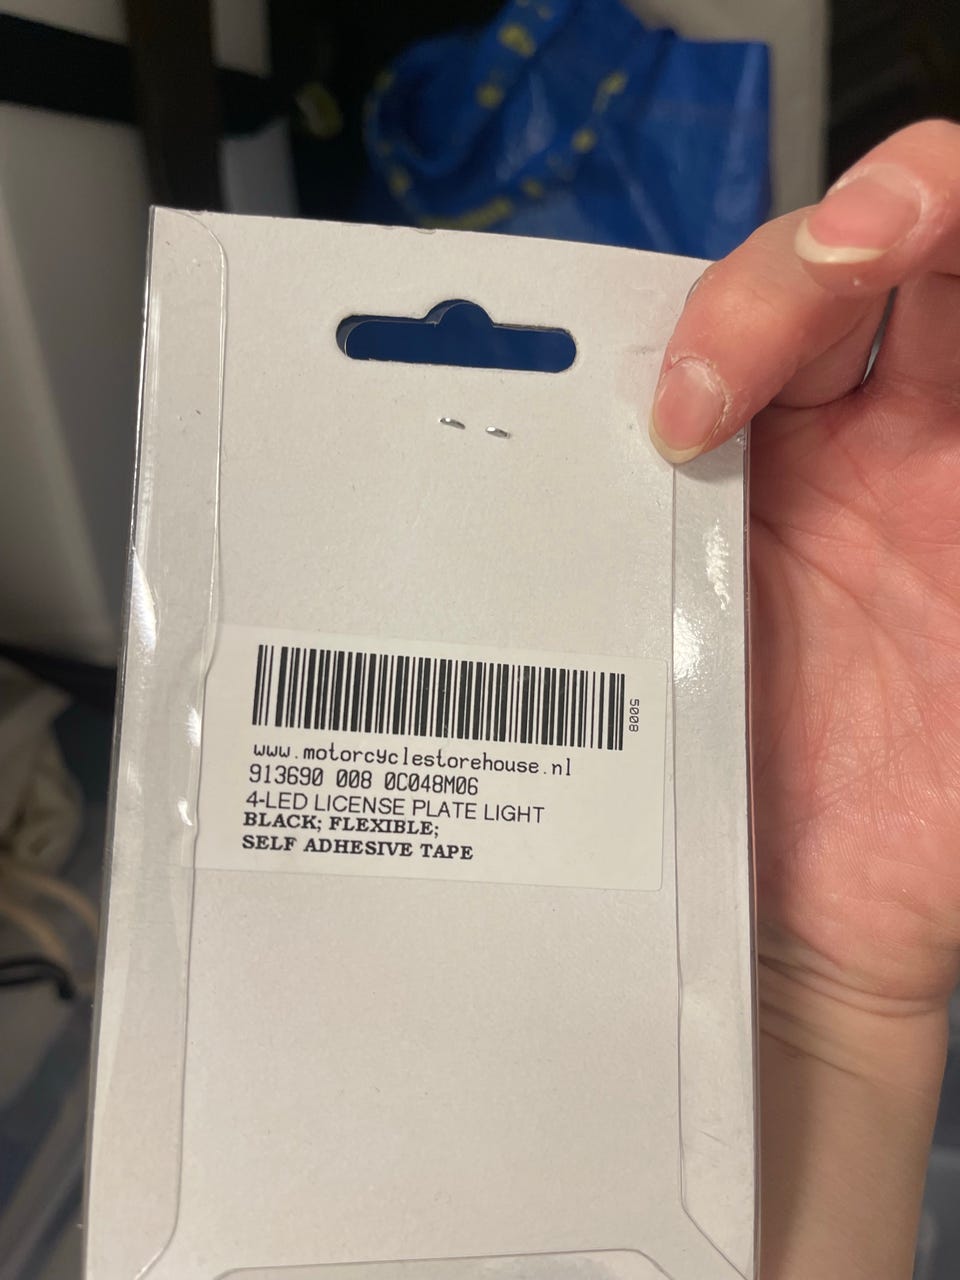 5008
www.motorcyclestorehouse.nl
913690 008 0C048M06
4-LED LICENSE PLATE LIGHT
BLACK; FLEXIBLE;
SELF ADHESIVE TAPE